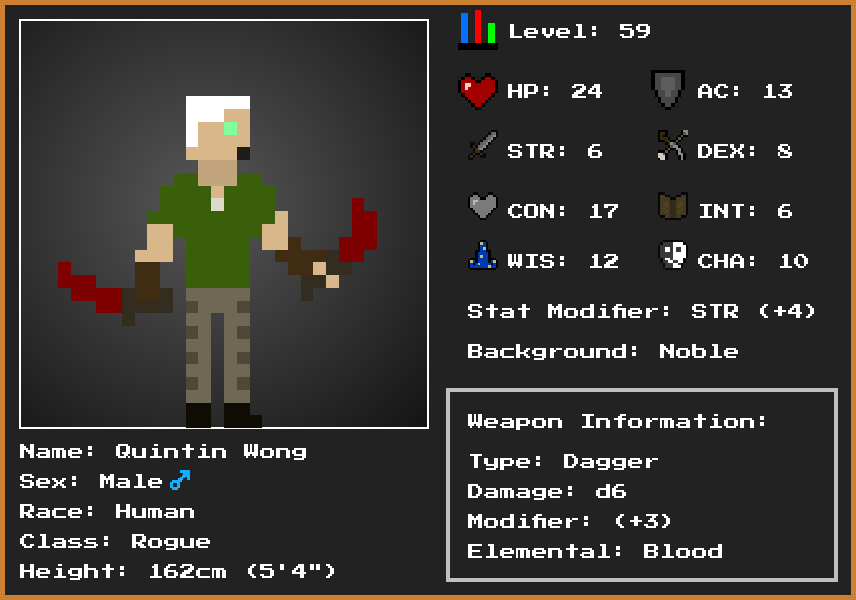 Level: 59
HP: 24
AC: 13
STR: 6
DEX: 8
CON: 17
INT: 6
WIS: 12
CHA: 10
Stat Modifier: STR (+4)
Background: Noble
Weapon Information:
Type: Dagger
Damage: d6
Modifier: (+3)
Elemental: Blood
Name: Quintin Wong
Sex: Male♂
Race: Human
Class: Rogue
Height: 162cm (5'4")